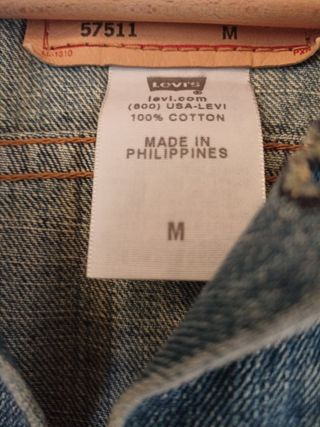 57511 M
Levi's
levi.com
(800) USA-LEVI
100% COTTON
MADE IN
PHILIPPINES
M